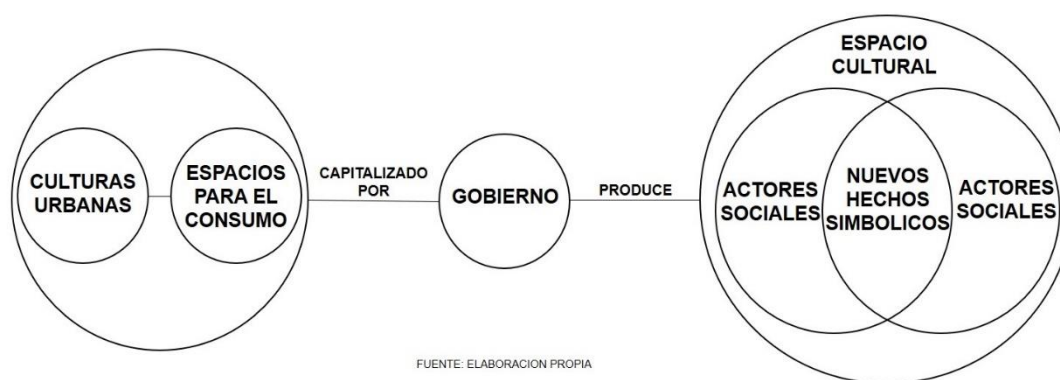 CULTURAS
URBANAS
ESPACIOS
PARA EL
CONSUMO
CAPITALIZADO
POR
GOBIERNO
PRODUCE
ESPACIO
CULTURAL
ACTORES
SOCIALES
NUEVOS
HECHOS
SIMBOLICOS
ACTORES
SOCIALES
FUENTE: ELABORACION PROPIA